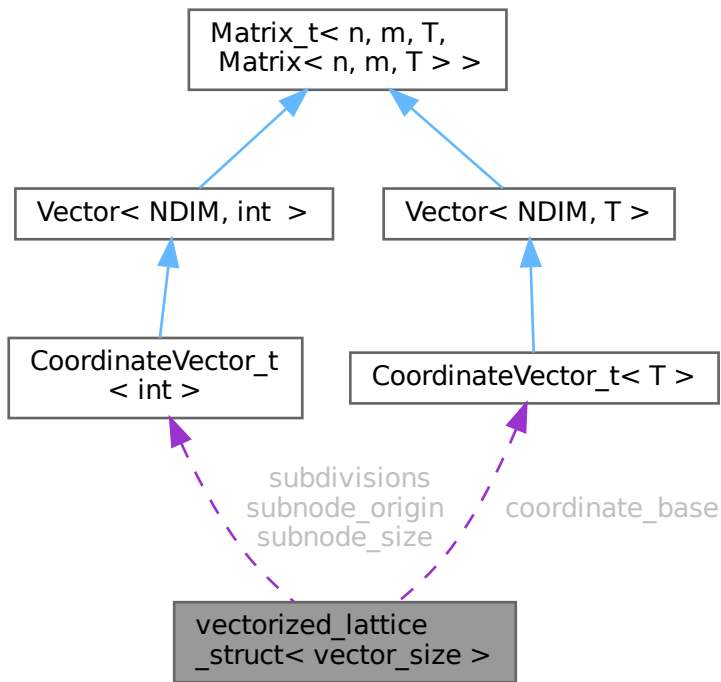 Matrix_t< n, m, T,
Matrix< n, m, T > >
Vector< NDIM, int  >
Vector< NDIM, T >
CoordinateVector_t
< int >
CoordinateVector_t< T >
subdivisions
subnode_origin
subnode_size
coordinate_base
vectorized_lattice
_struct< vector_size >